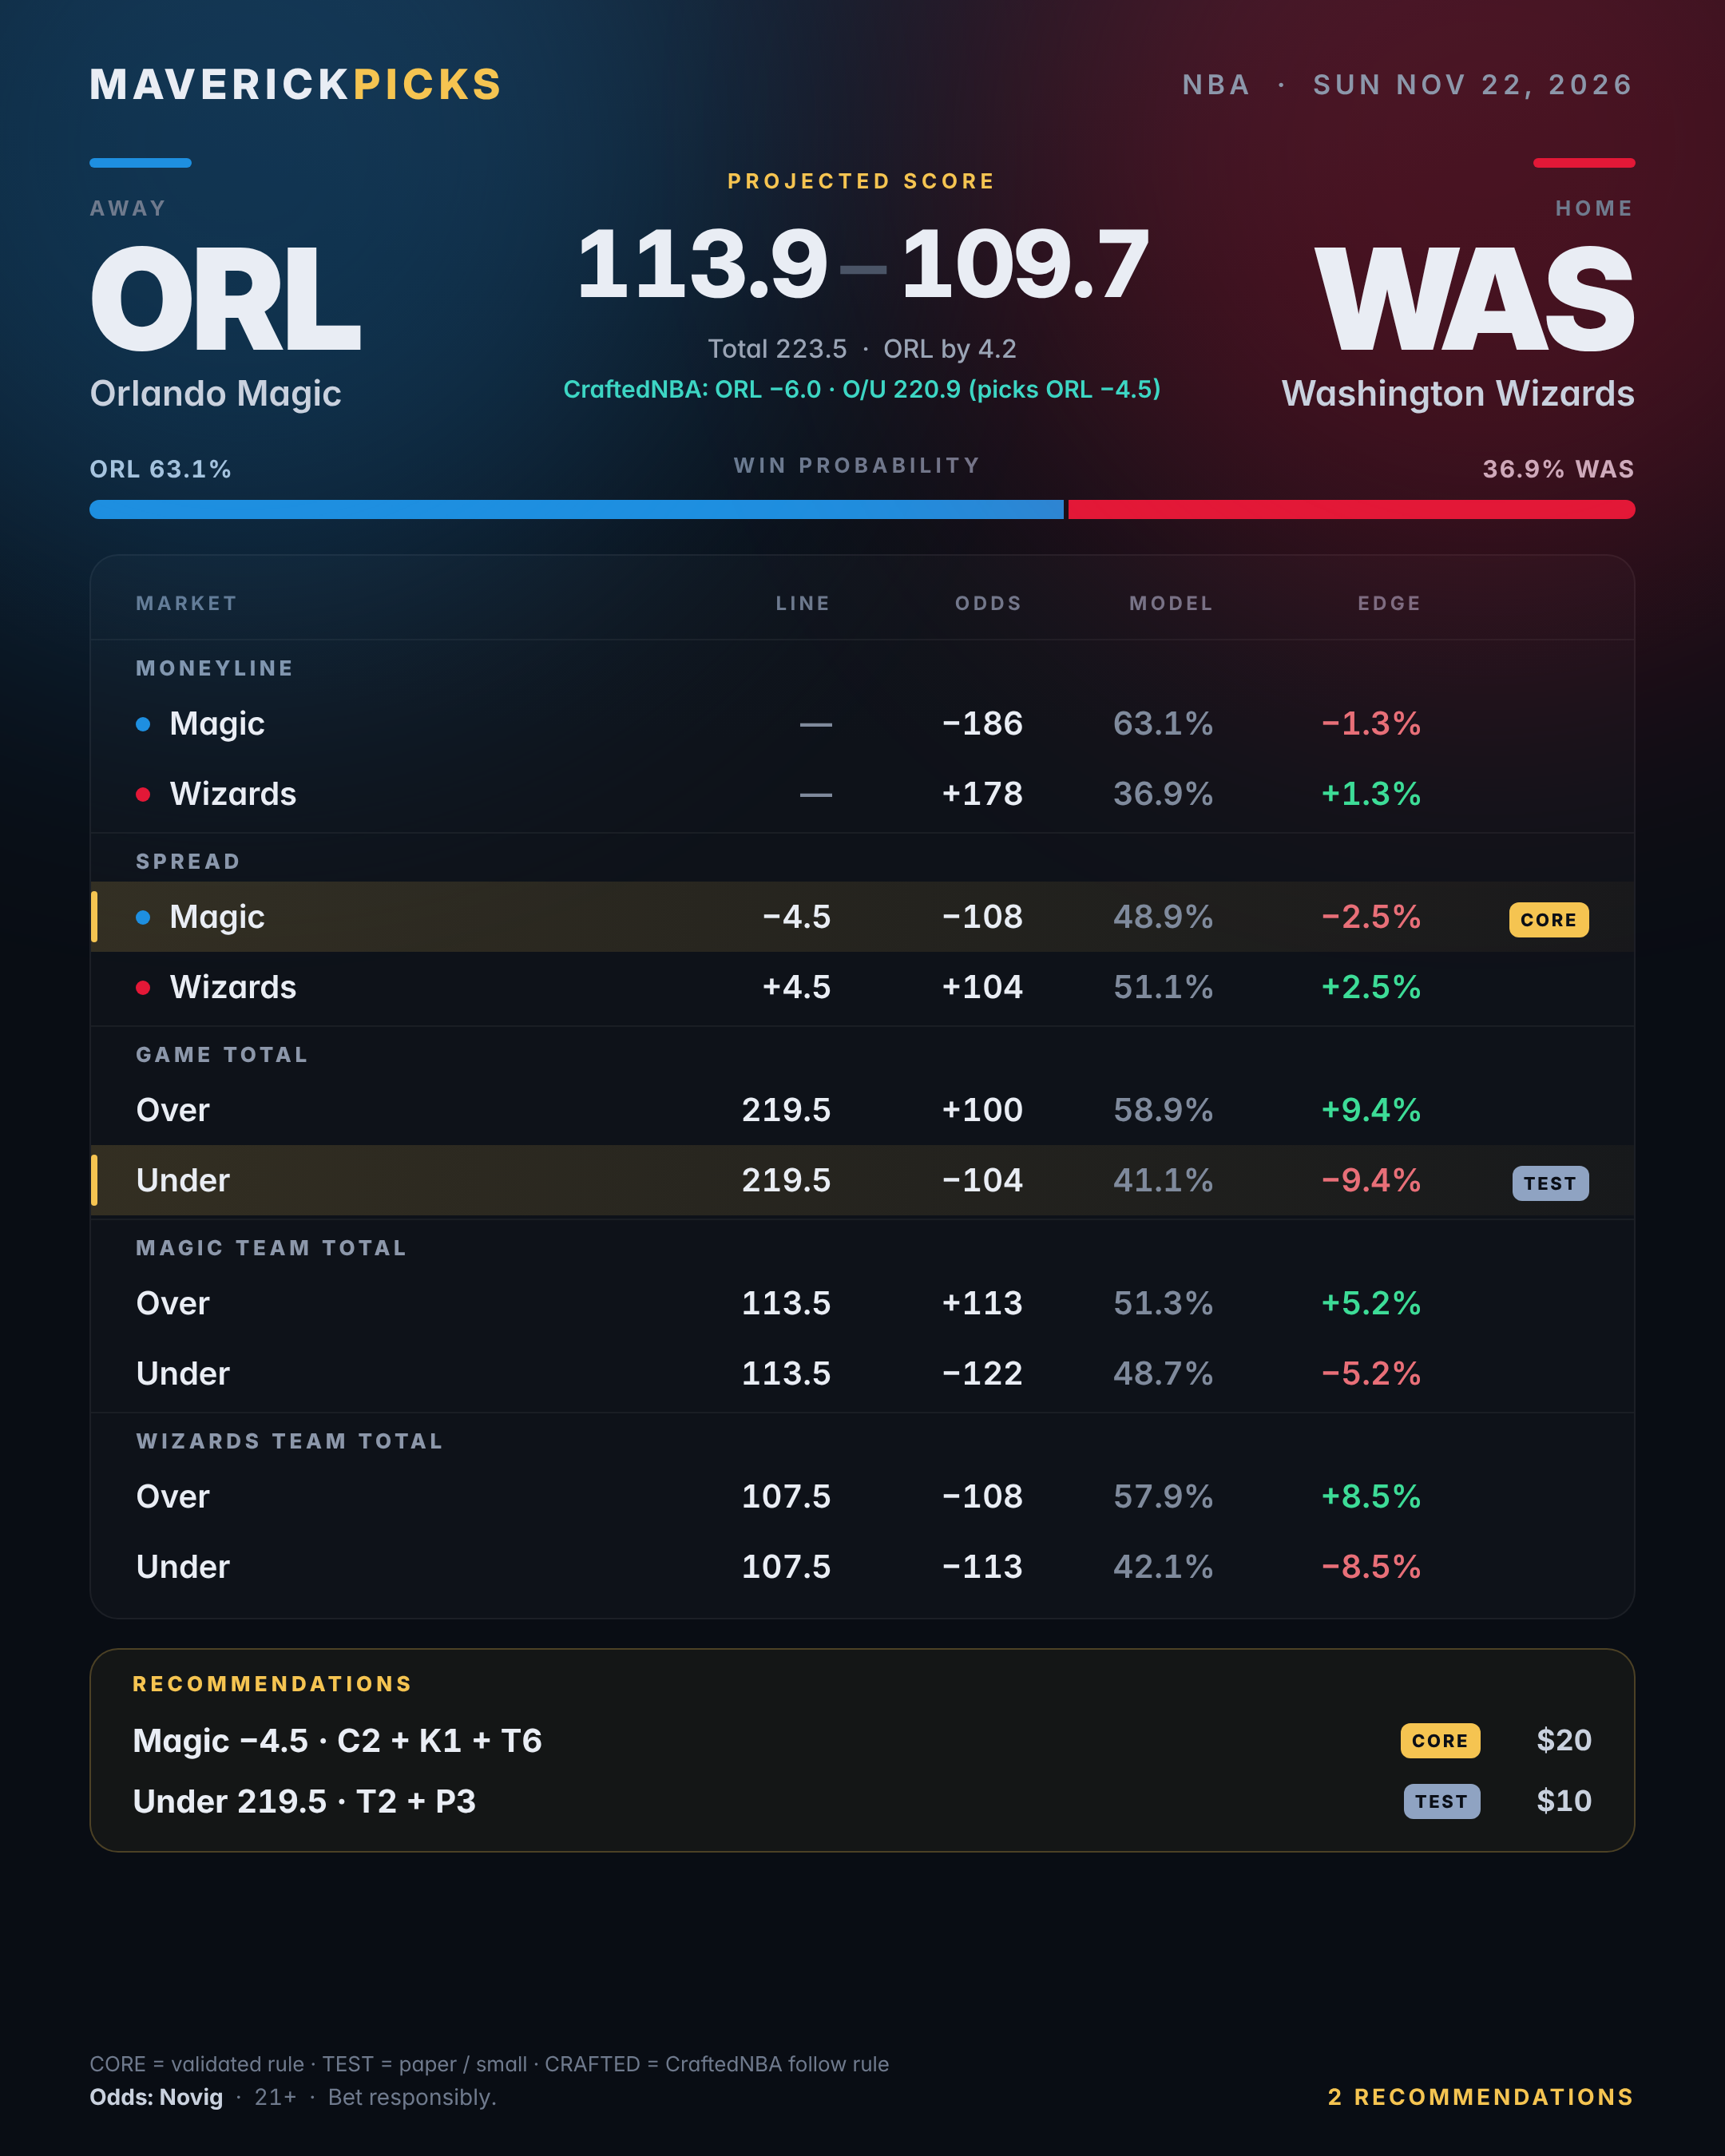 MAVERICKPICKS
NBA · SUN NOV 22, 2026
AWAY
ORL
Orlando Magic
PROJECTED SCORE
113.9–109.7
Total 223.5 · ORL by 4.2
CraftedNBA: ORL −6.0 · O/U 220.9 (picks ORL −4.5)
HOME
WAS
Washington Wizards
ORL 63.1%
WIN PROBABILITY
36.9% WAS
MARKET LINE ODDS MODEL EDGE
MONEYLINE
Magic — −186 63.1% −1.3%
Wizards — +178 36.9% +1.3%
SPREAD
Magic −4.5 −108 48.9% −2.5% CORE
Wizards +4.5 +104 51.1% +2.5%
GAME TOTAL
Over 219.5 +100 58.9% +9.4%
Under 219.5 −104 41.1% −9.4% TEST
MAGIC TEAM TOTAL
Over 113.5 +113 51.3% +5.2%
Under 113.5 −122 48.7% −5.2%
WIZARDS TEAM TOTAL
Over 107.5 −108 57.9% +8.5%
Under 107.5 −113 42.1% −8.5%
RECOMMENDATIONS
Magic −4.5 · C2 + K1 + T6 CORE $20
Under 219.5 · T2 + P3 TEST $10
CORE = validated rule · TEST = paper / small · CRAFTED = CraftedNBA follow rule
Odds: Novig · 21+ · Bet responsibly.
2 RECOMMENDATIONS